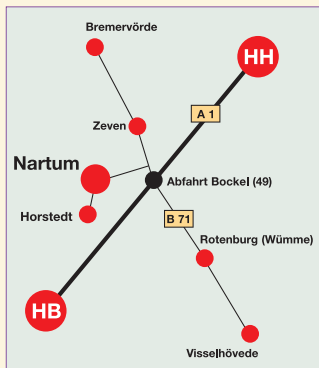 Bremervörde
HH
A 1
Zeven
Nartum
Abfahrt Bockel (49)
Horstedt
B 71
Rotenburg (Wümme)
HB
Visselhövede